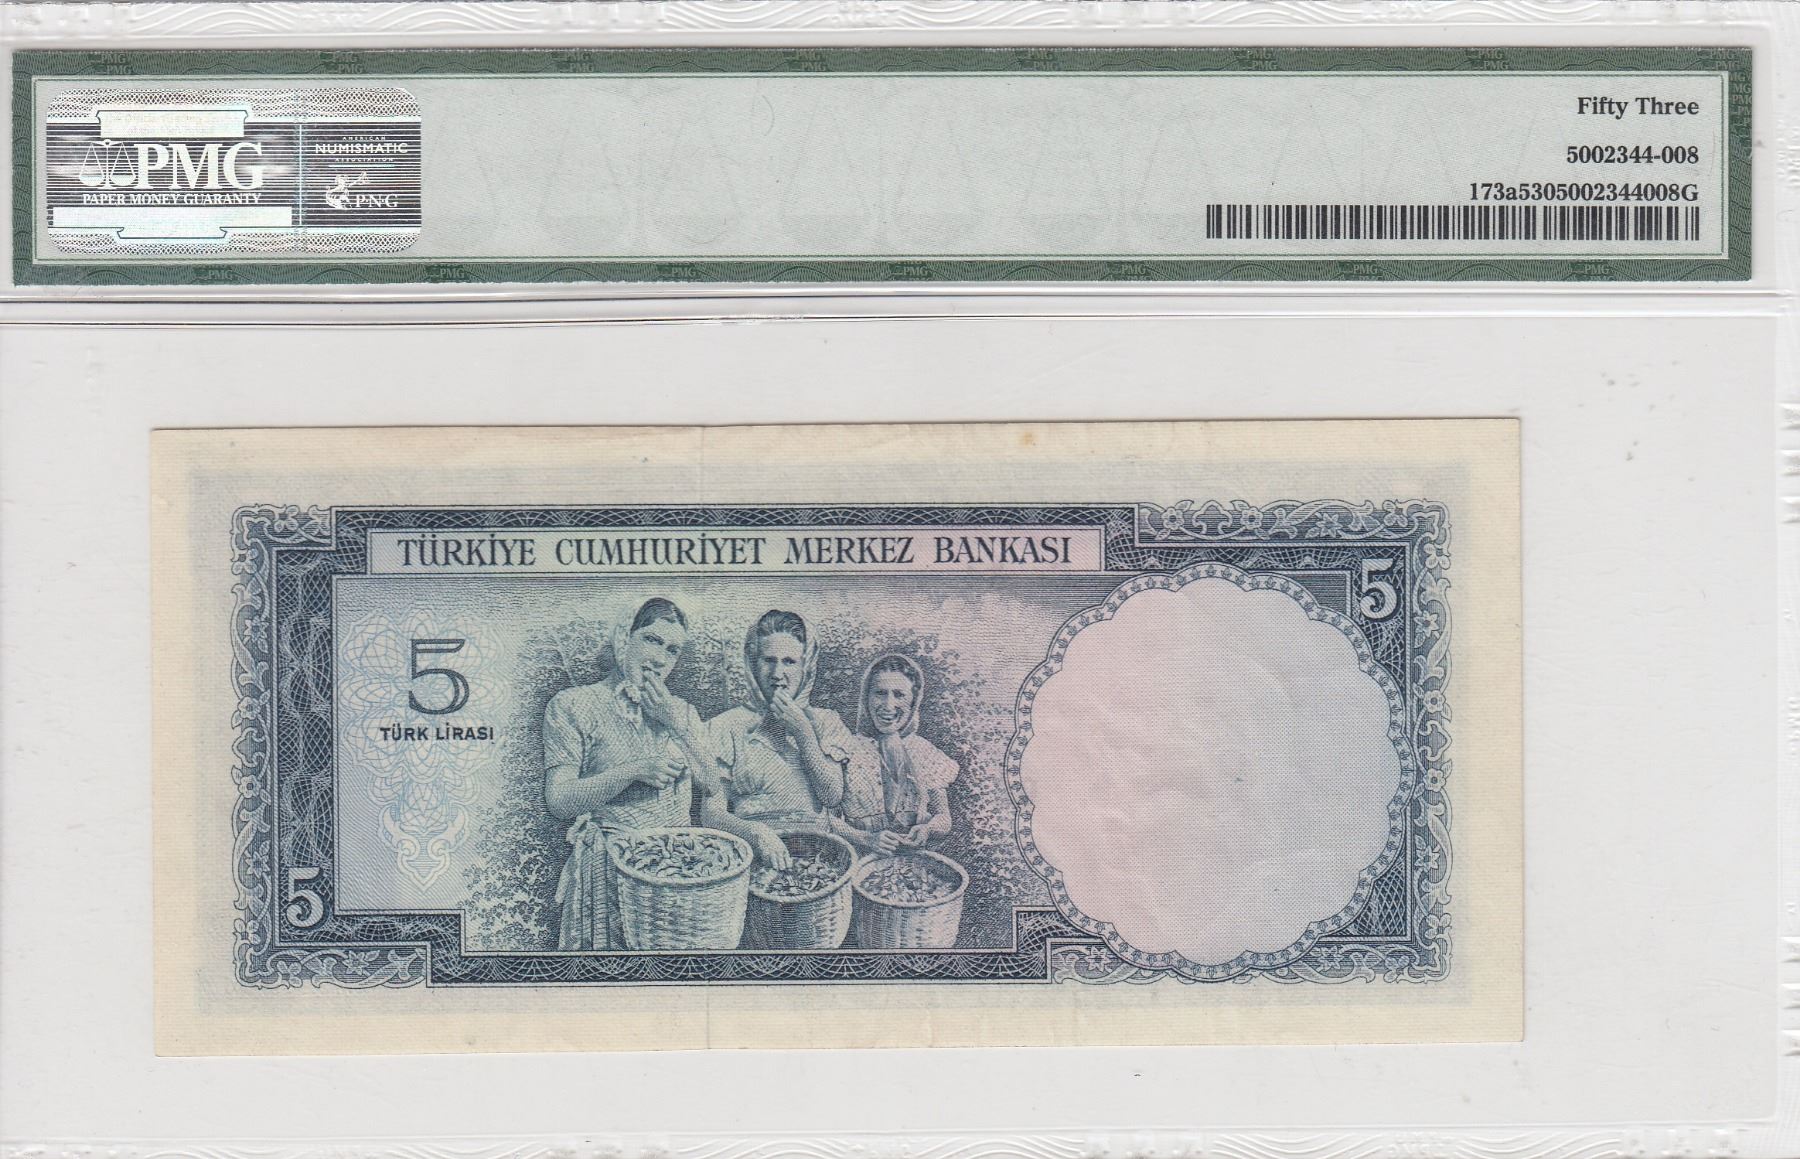 Fifty Three
5002344-008
173a5305002344008G
PMG
PAPER MONEY GUARANTY
AMERICAN
NUMISMATIC
ASSOCIATION
PNG
TÜRKİYE CUMHURİYET MERKEZ BANKASI
5
5
TÜRK LİRASI
5